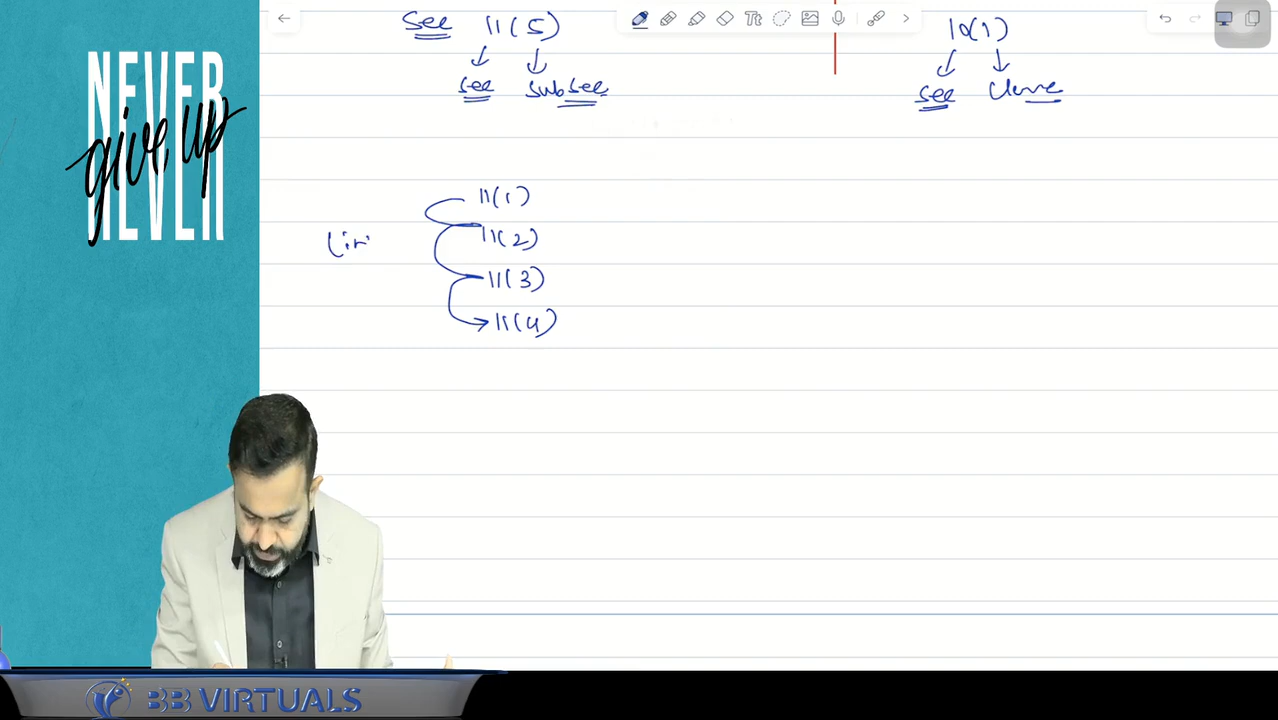 NEVER
give up
NEVER
See 11(5)
See SubSec
10(1)
See Clause
11(1)
11(2)
11(3)
11(4)
BB VIRTUALS